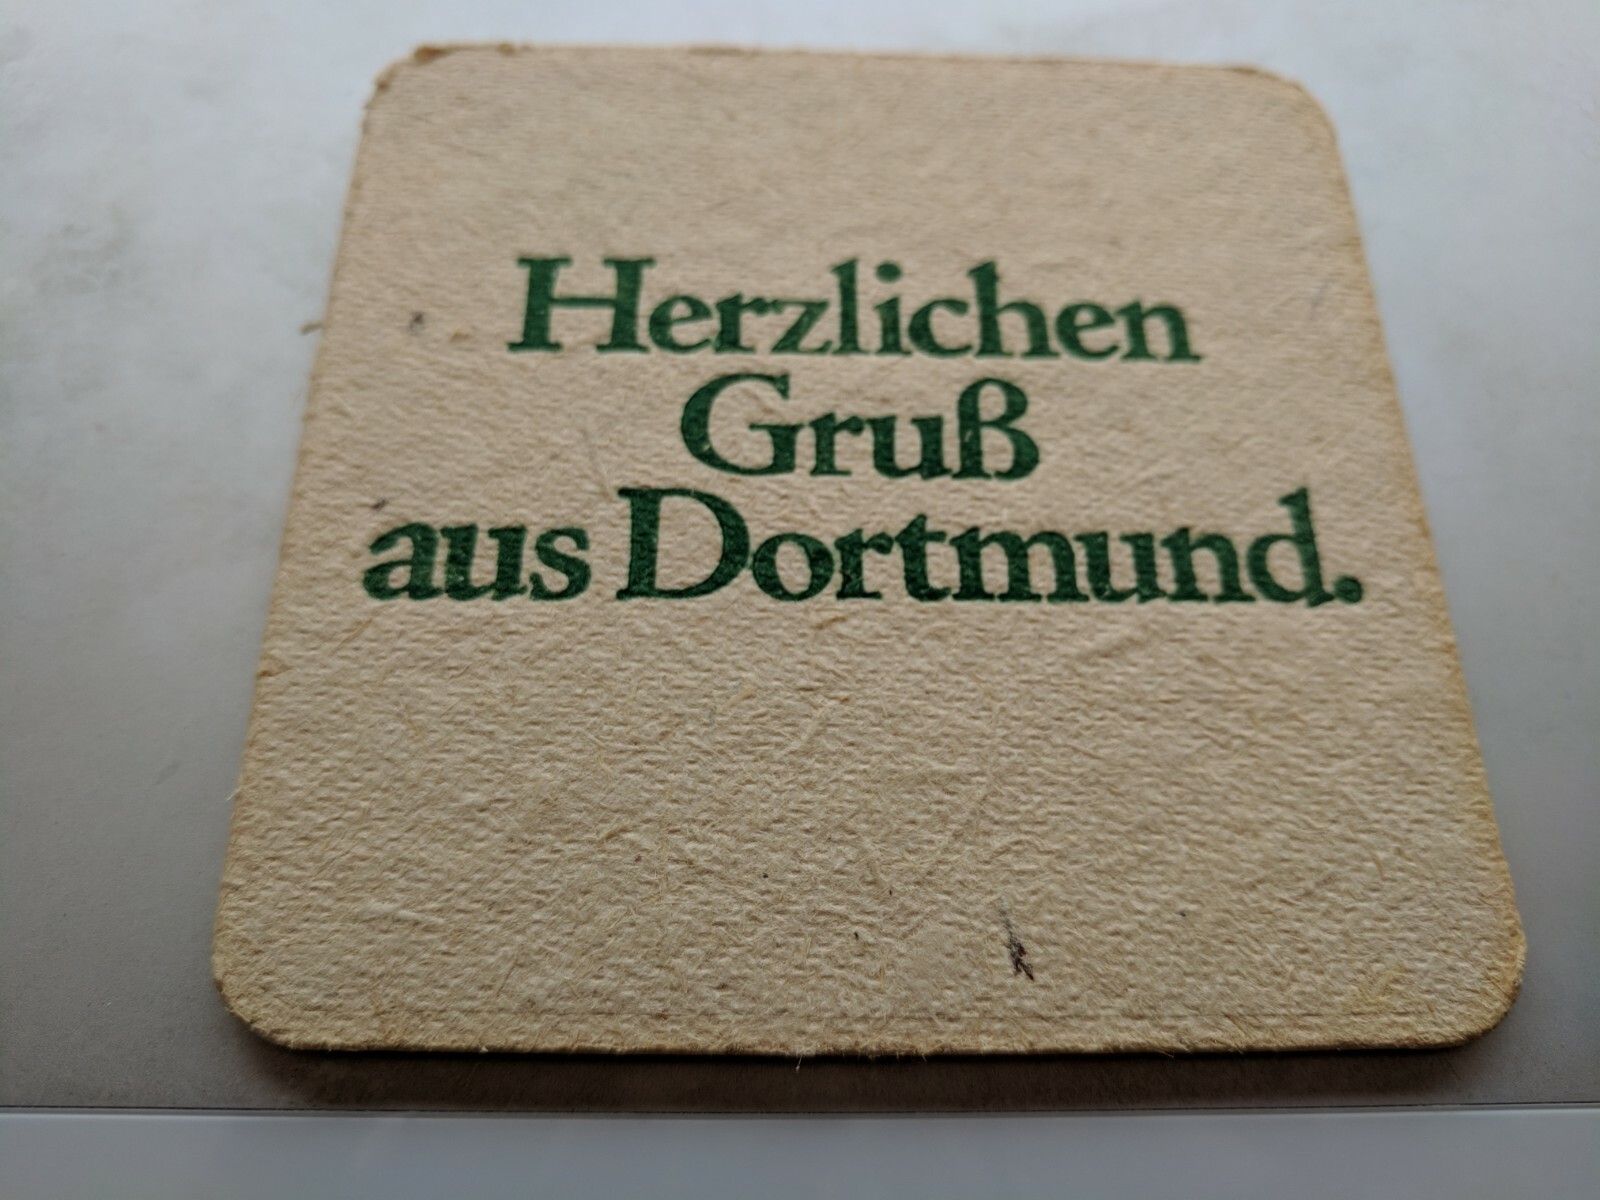 Herzlichen
Gruß
aus Dortmund.